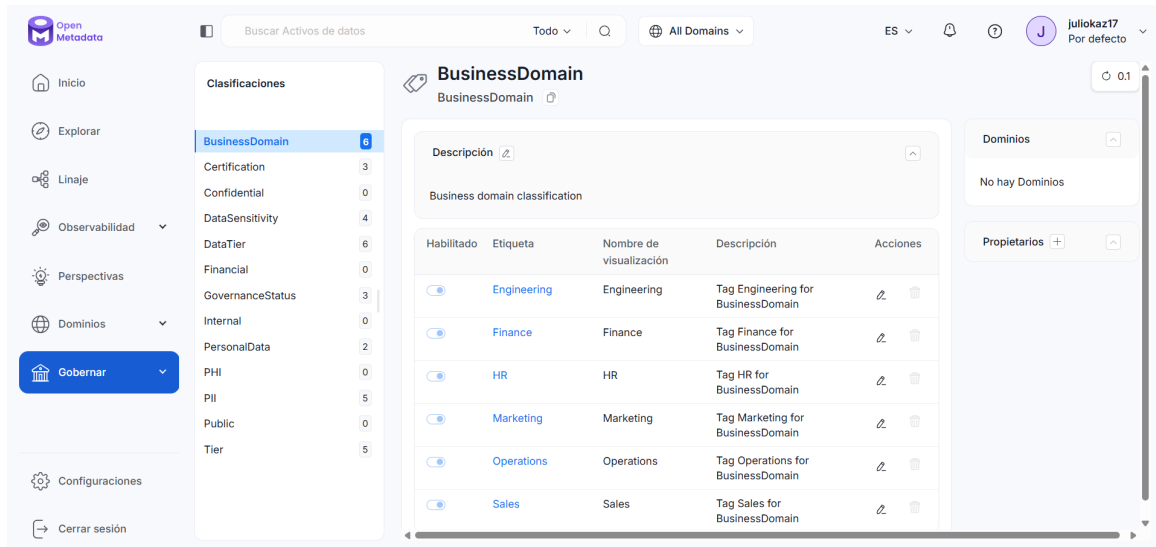 Open
Metadata
Buscar Activos de datos
Todo
All Domains
ES
J
juliokaz17
Por defecto
Inicio
Explorar
Linaje
Observabilidad
Perspectivas
Dominios
Gobernar
Configuraciones
Cerrar sesión
Clasificaciones
BusinessDomain 6
Certification 3
Confidential 0
DataSensitivity 4
DataTier 6
Financial 0
GovernanceStatus 3
Internal 0
PersonalData 2
PHI 0
PII 5
Public 0
Tier 5
BusinessDomain
BusinessDomain
0.1
Descripción
Business domain classification
Habilitado Etiqueta Nombre de visualización Descripción Acciones
Engineering Engineering Tag Engineering for
BusinessDomain
Finance Finance Tag Finance for
BusinessDomain
HR HR Tag HR for
BusinessDomain
Marketing Marketing Tag Marketing for
BusinessDomain
Operations Operations Tag Operations for
BusinessDomain
Sales Sales Tag Sales for
BusinessDomain
Dominios
No hay Dominios
Propietarios